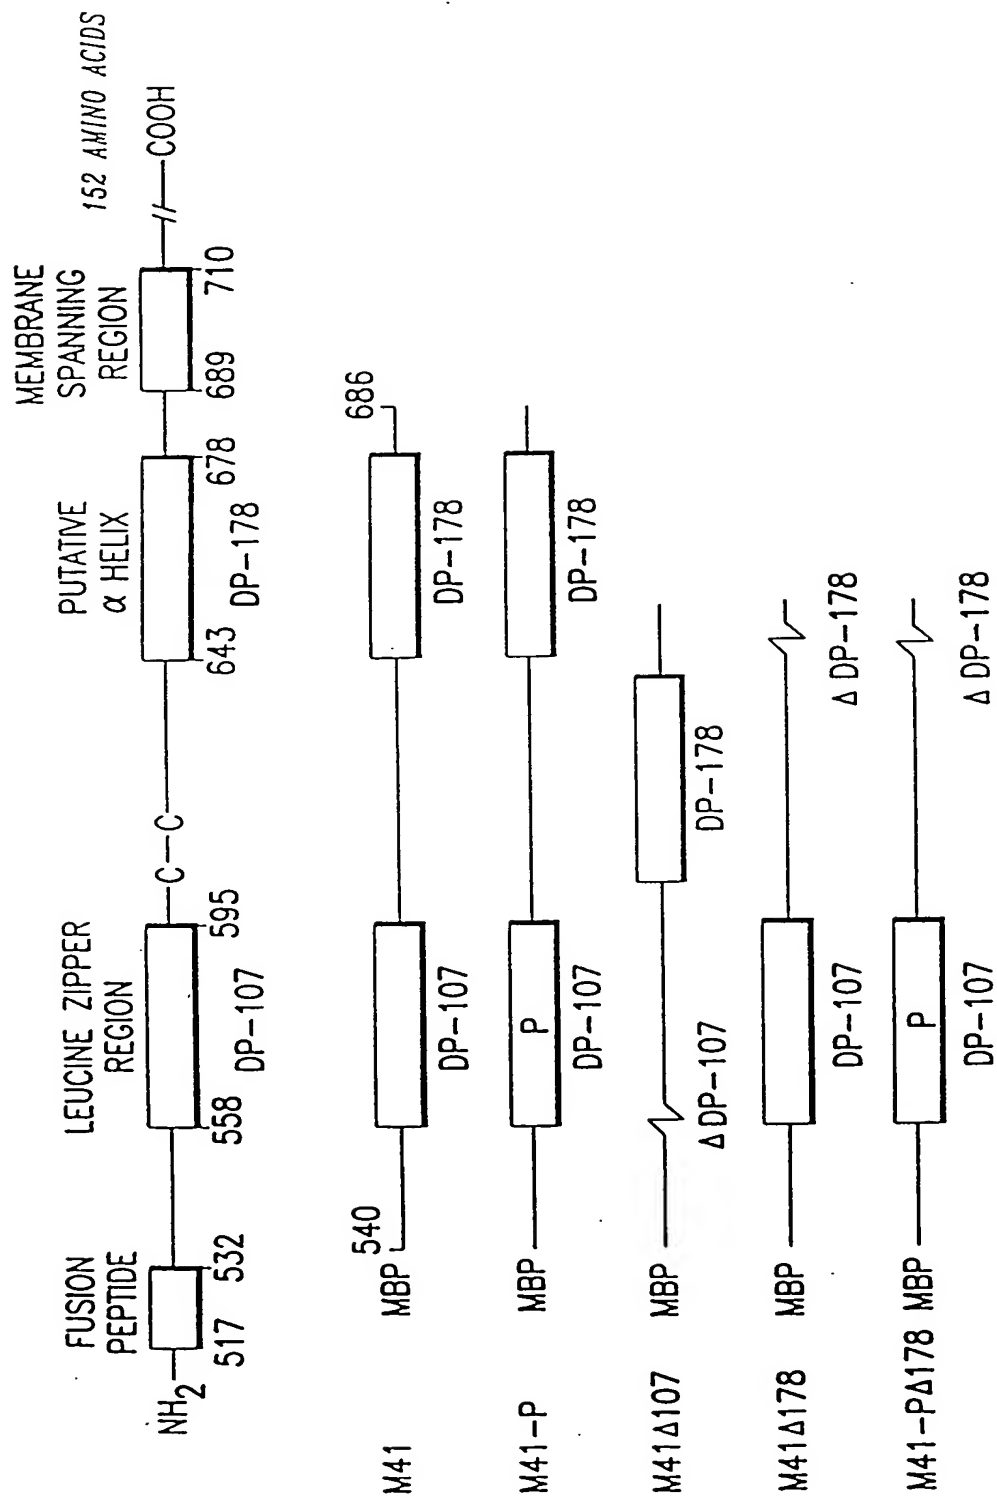 FUSION
PEPTIDE
LEUCINE ZIPPER
REGION
PUTATIVE
α HELIX
MEMBRANE
SPANNING
REGION
152 AMINO ACIDS
NH2 C—C COOH
517 532 558 595 643 678 689 710
DP-107 DP-178
540 686
M41 MBP
DP-107 DP-178
M41-P MBP P
DP-107 DP-178
M41Δ107 MBP
Δ DP-107 DP-178
M41Δ178 MBP
DP-107 Δ DP-178
M41-PΔ178 MBP P
DP-107 Δ DP-178